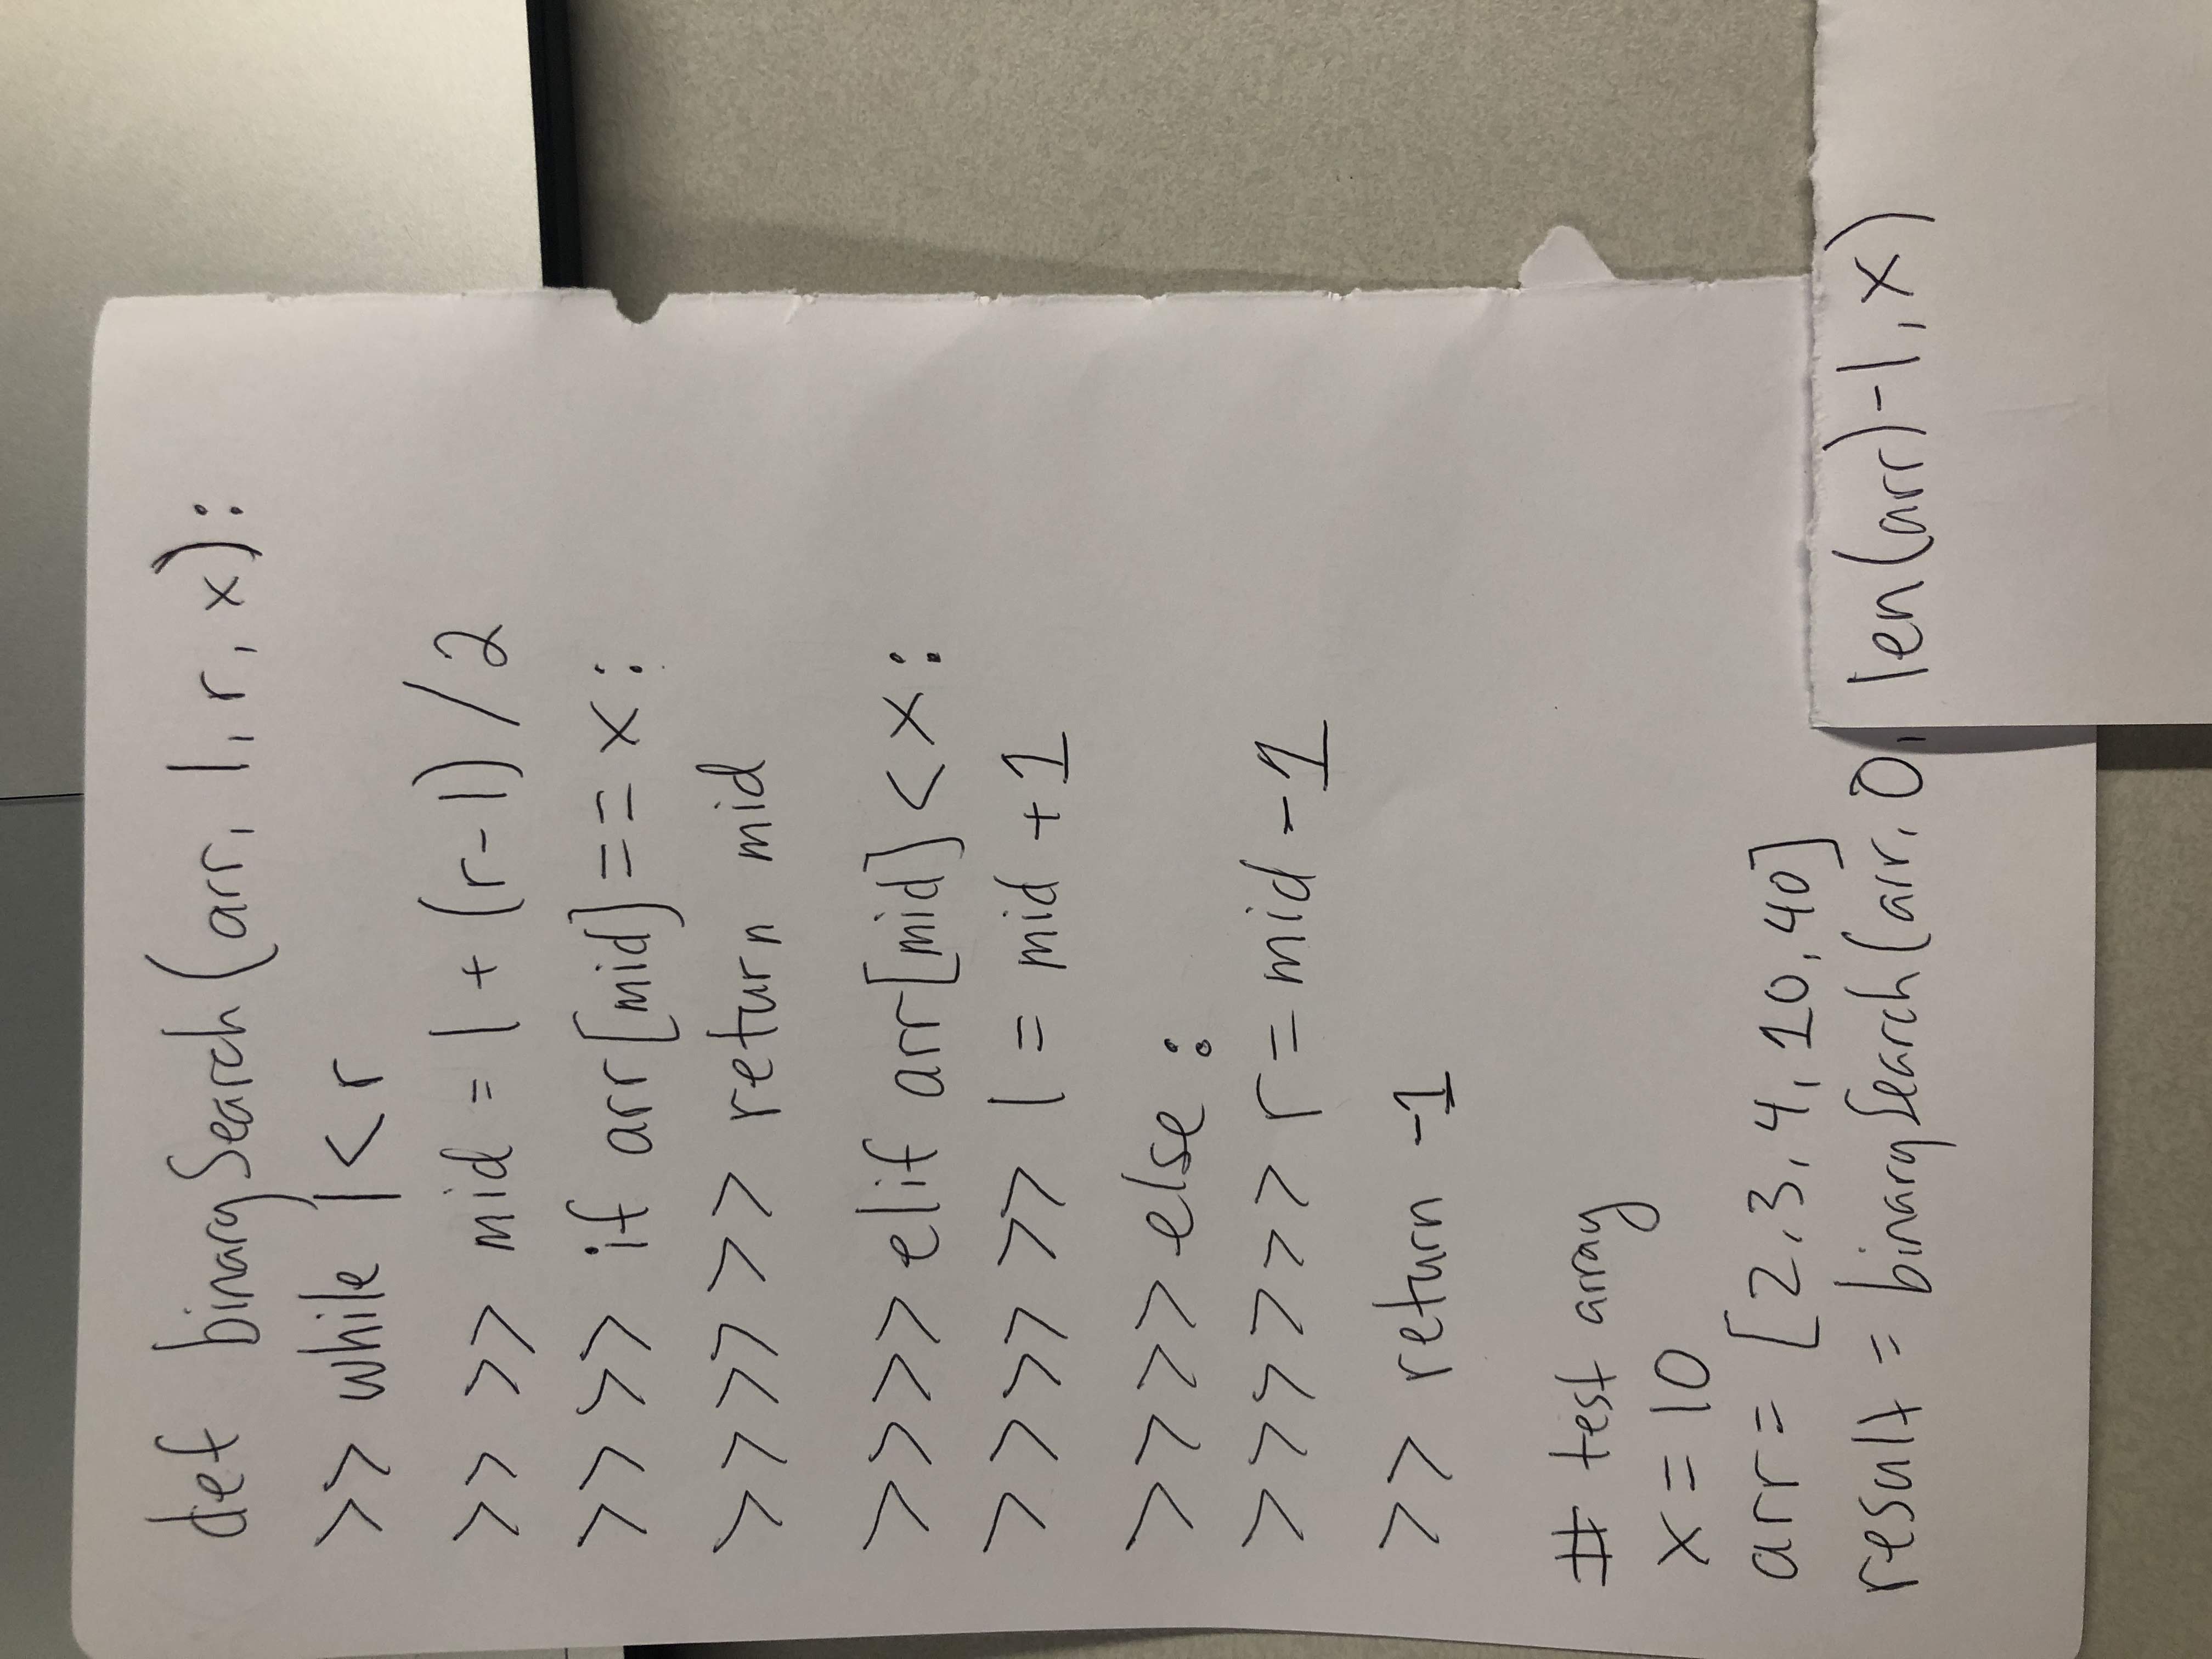 def binarySearch(arr, l, r, x):
>> while l < r
>> >> mid = l + (r-l) / 2
>>>> if arr[mid] == x:
>>>>>> return mid
>>>> elif arr[mid] < x:
>>>>>> l = mid + 1
>>>> else:
>>>>>> r = mid - 1
>> return -1
# test array
x = 10
arr = [2, 3, 4, 10, 40]
result = binarySearch(arr, 0, len(arr)-1, x)